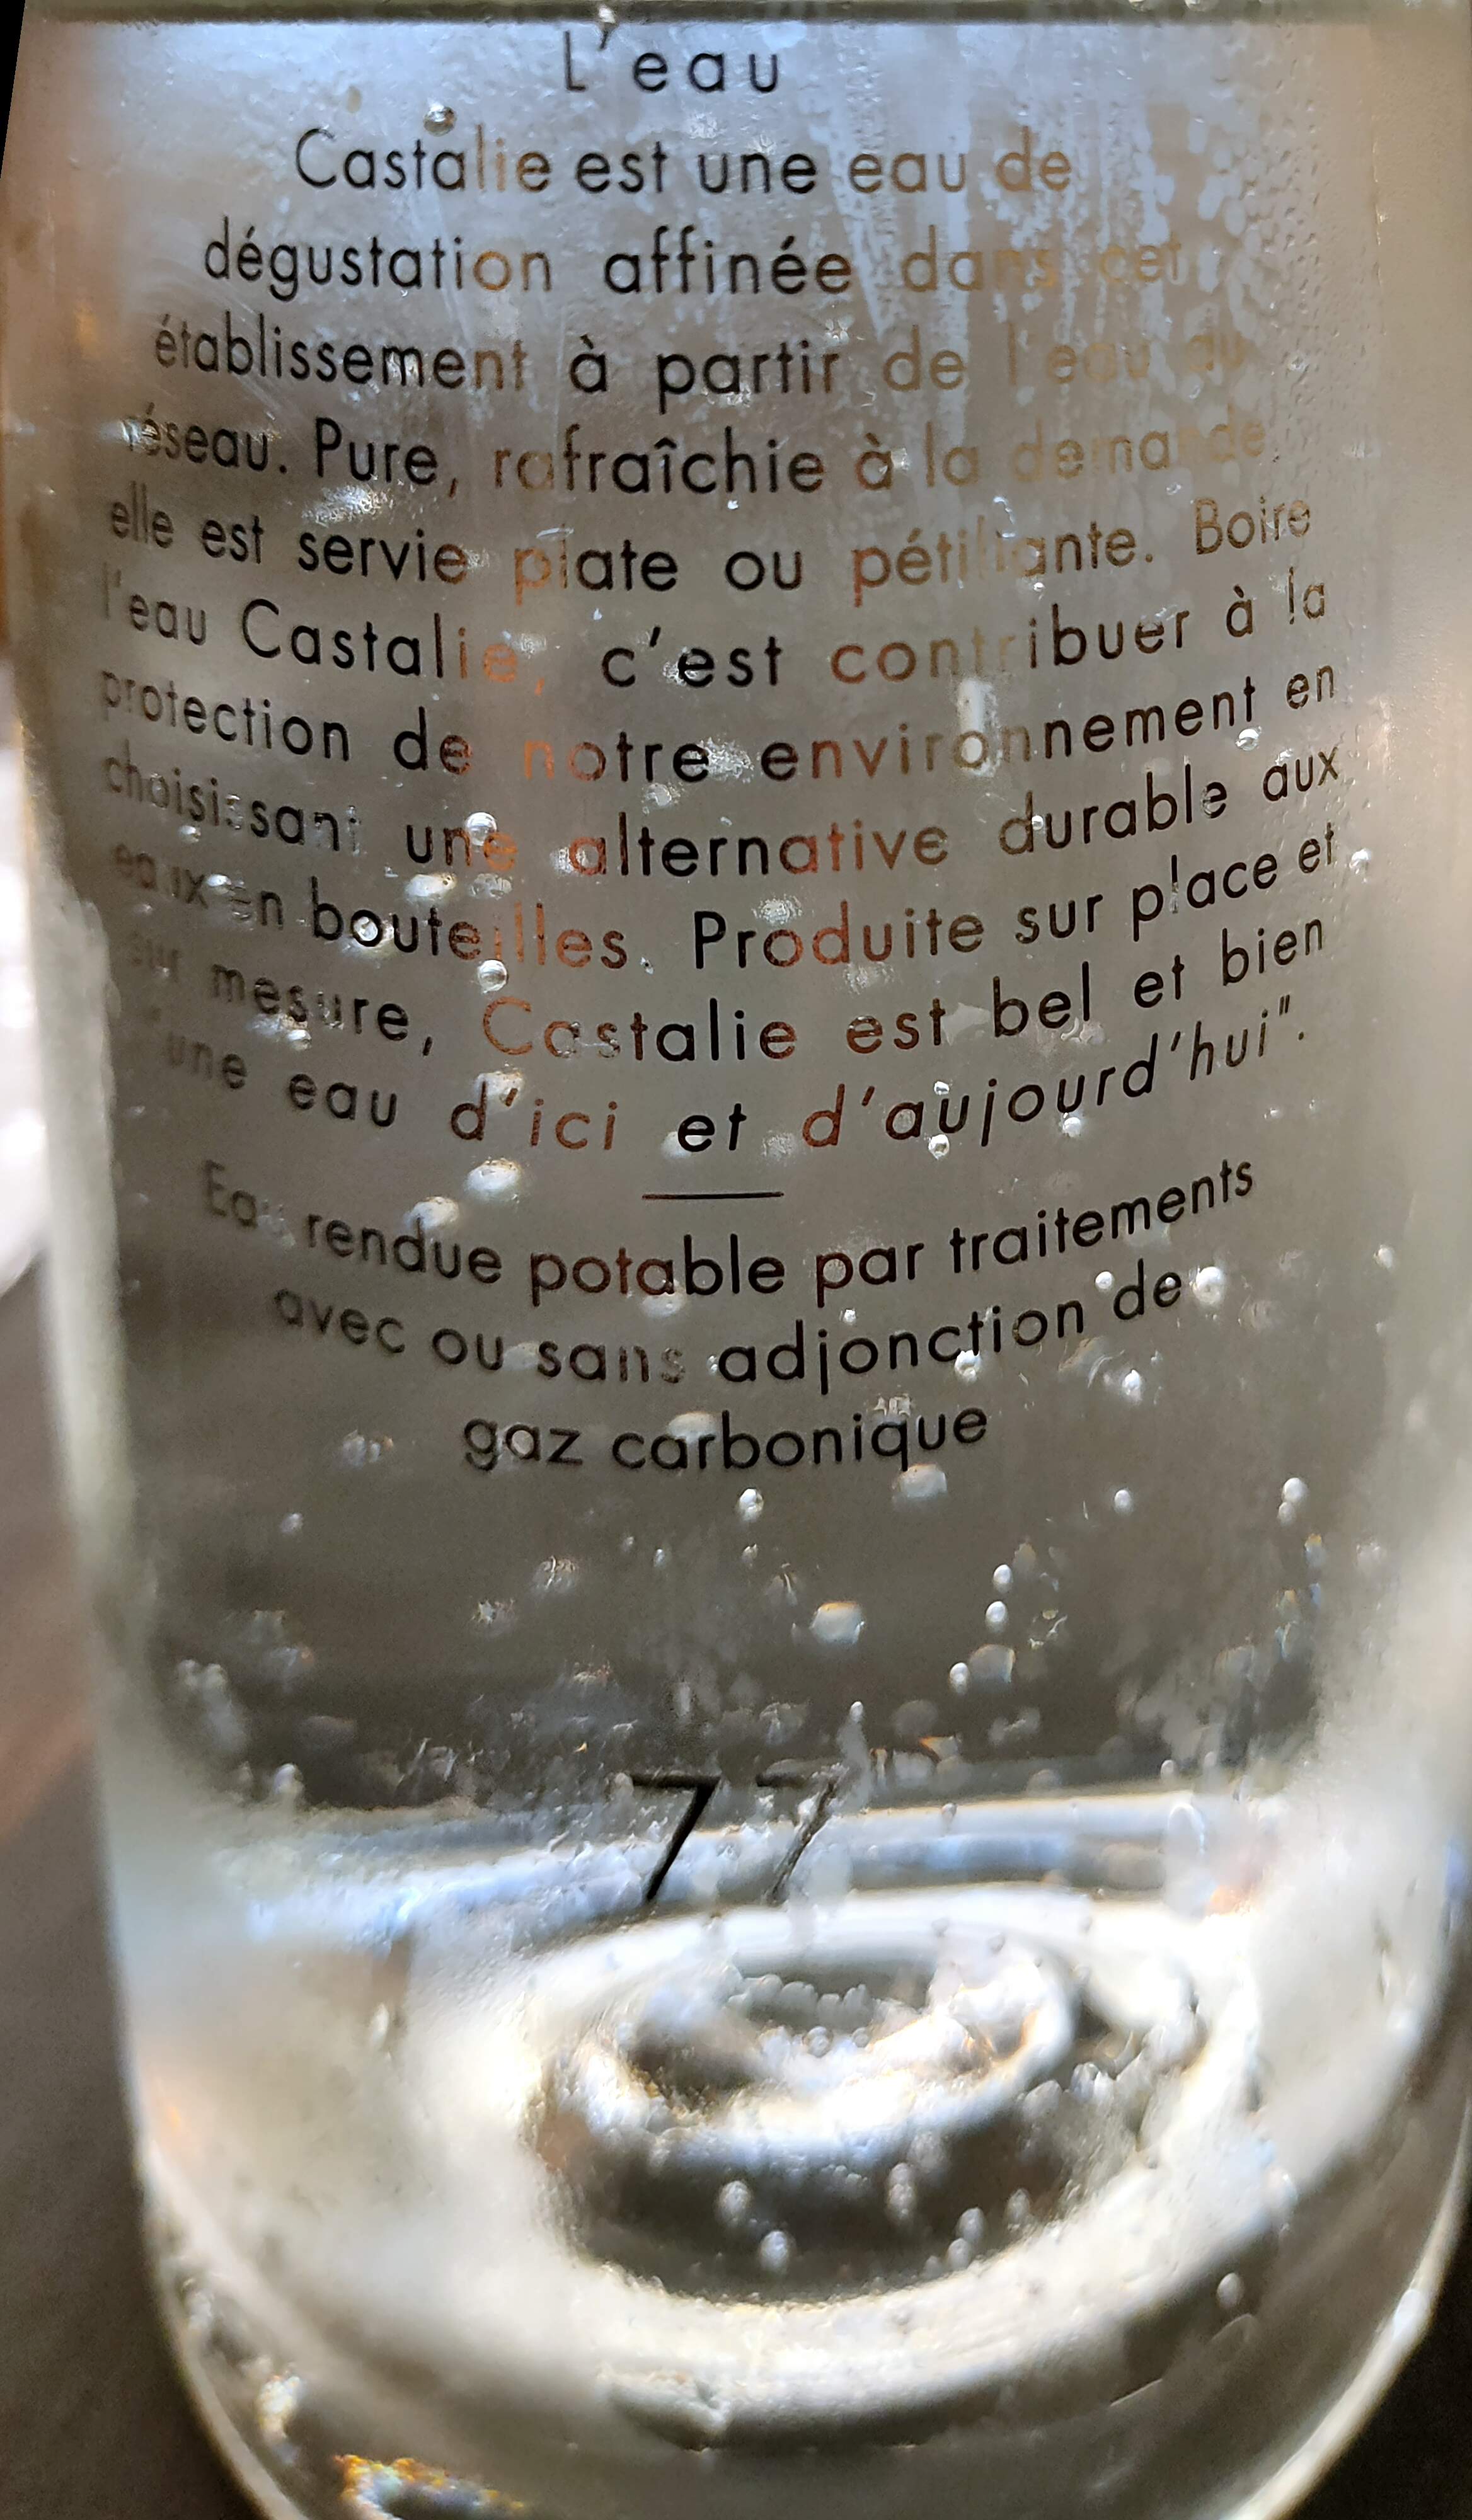 L'eau
Castalie est une eau de
dégustation affinée dans cet
établissement à partir de l'eau du
réseau. Pure, rafraîchie à la demande
elle est servie plate ou pétillante. Boire
l'eau Castalie, c'est contribuer à la
protection de notre environnement en
choisissant une alternative durable aux
eaux en bouteilles. Produite sur place et
sur mesure, Castalie est bel et bien
"une eau d'ici et d'aujourd'hui".
Eau rendue potable par traitements
avec ou sans adjonction de
gaz carbonique
77